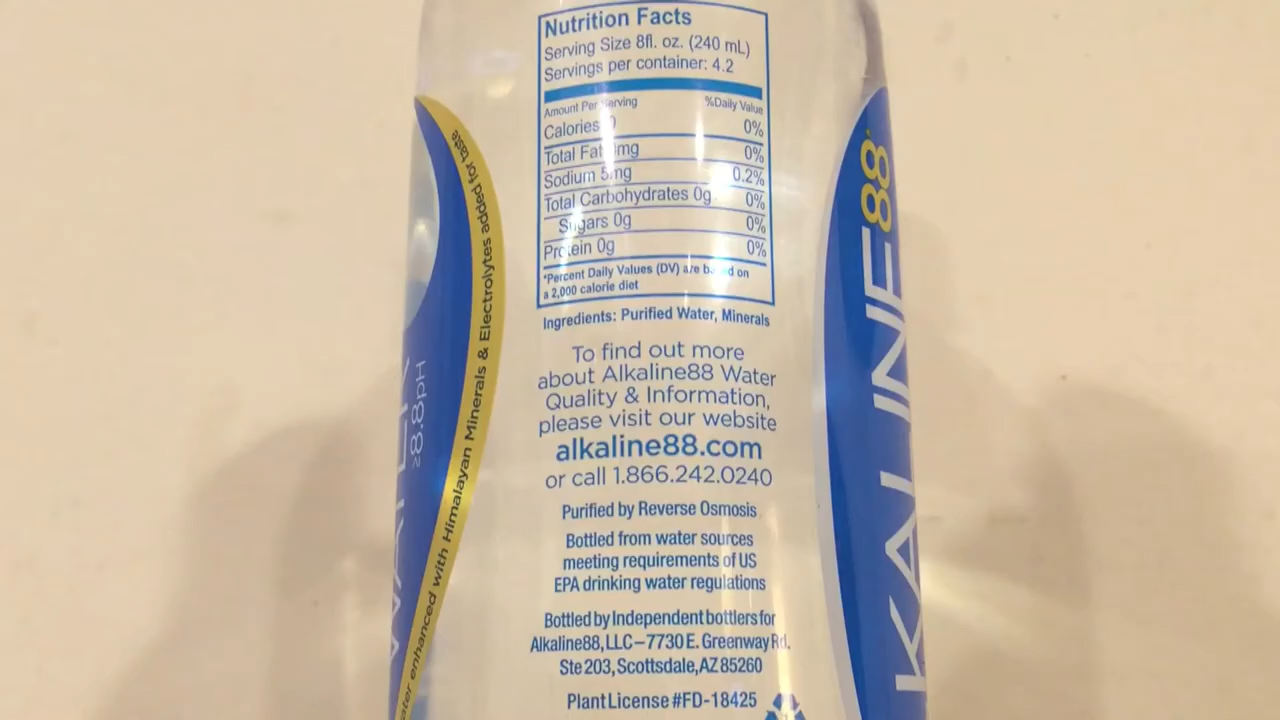 Nutrition Facts
Serving Size 8fl. oz. (240 mL)
Servings per container: 4.2
Amount Per Serving %Daily Value
Calories 0 0%
Total Fat 0mg 0%
Sodium 5mg 0.2%
Total Carbohydrates 0g 0%
Sugars 0g 0%
Protein 0g 0%
*Percent Daily Values (DV) are based on
a 2,000 calorie diet
Ingredients: Purified Water, Minerals
To find out more
about Alkaline88 Water
Quality & Information,
please visit our website
alkaline88.com
or call 1.866.242.0240
Purified by Reverse Osmosis
Bottled from water sources
meeting requirements of US
EPA drinking water regulations
Bottled by Independent bottlers for
Alkaline88, LLC–7730 E. Greenway Rd.
Ste 203, Scottsdale, AZ 85260
Plant License #FD-18425
enhanced with Himalayan Minerals & Electrolytes added for taste
≥8.8pH
KALINE88